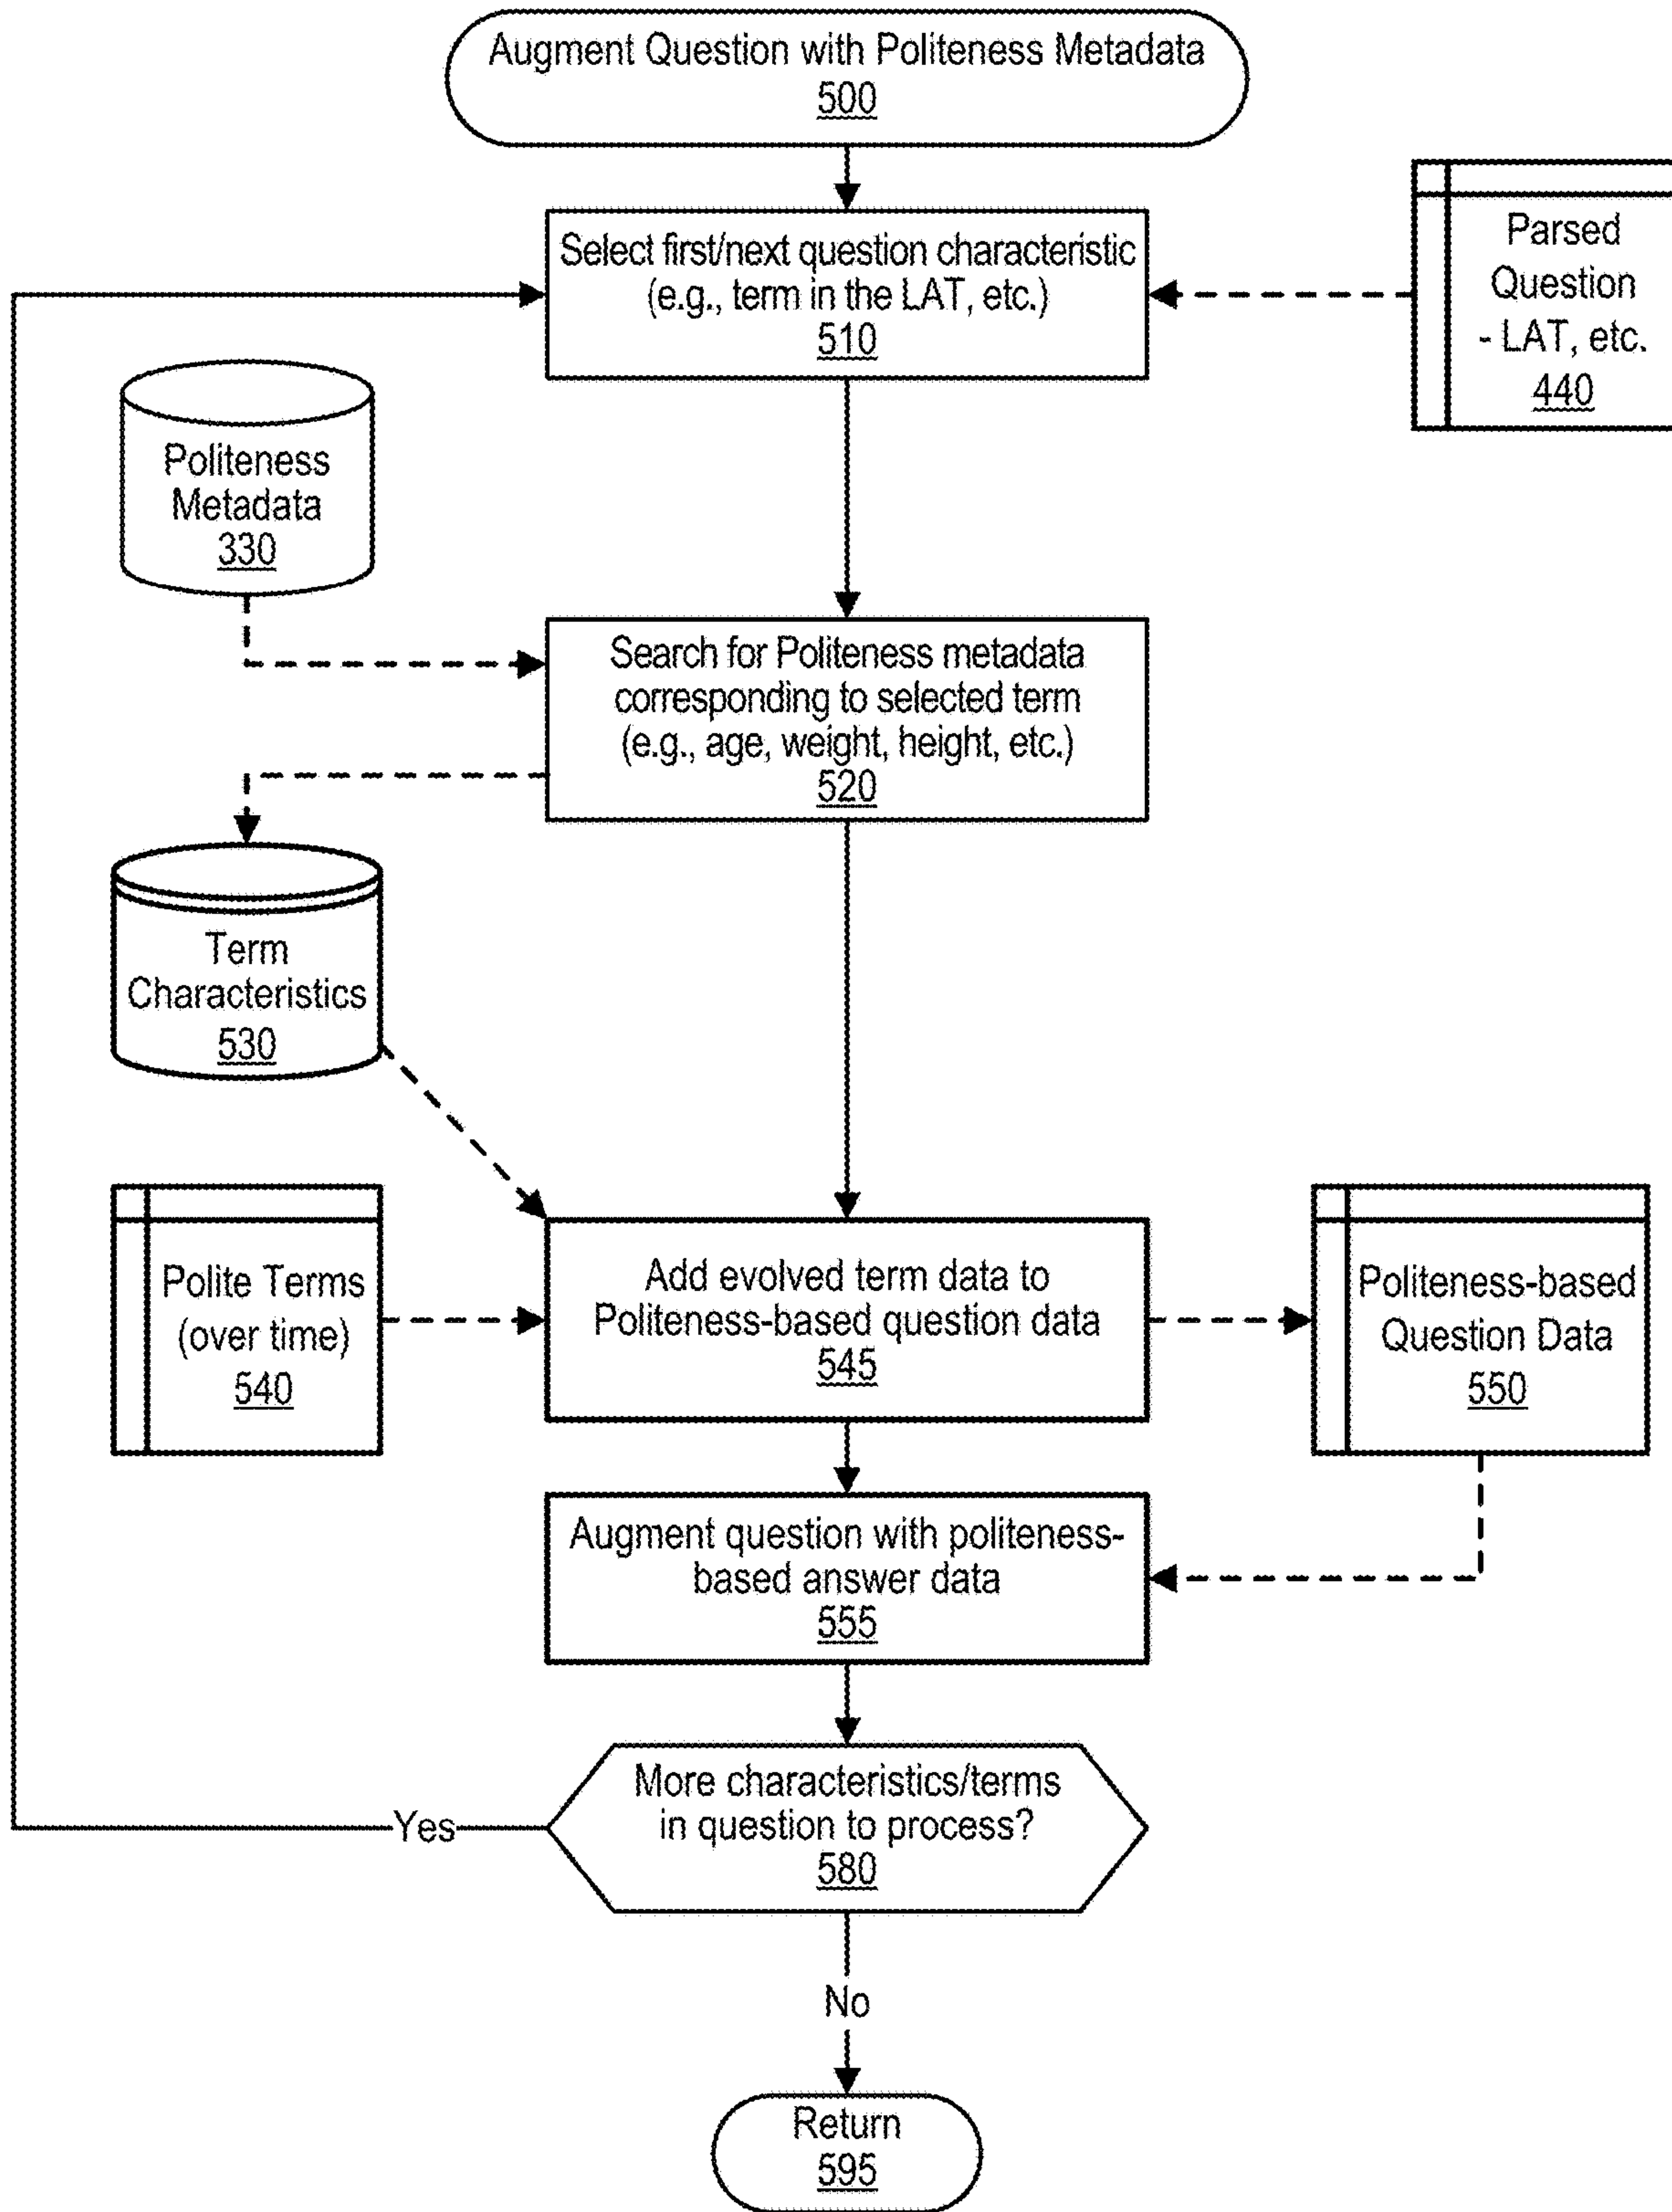 Augment Question with Politeness Metadata
500
Select first/next question characteristic
(e.g., term in the LAT, etc.)
510
Parsed
Question
- LAT, etc.
440
Politeness
Metadata
330
Search for Politeness metadata
corresponding to selected term
(e.g., age, weight, height, etc.)
520
Term
Characteristics
530
Polite Terms
(over time)
540
Add evolved term data to
Politeness-based question data
545
Politeness-based
Question Data
550
Augment question with politeness-
based answer data
555
More characteristics/terms
in question to process?
580
Yes
No
Return
595